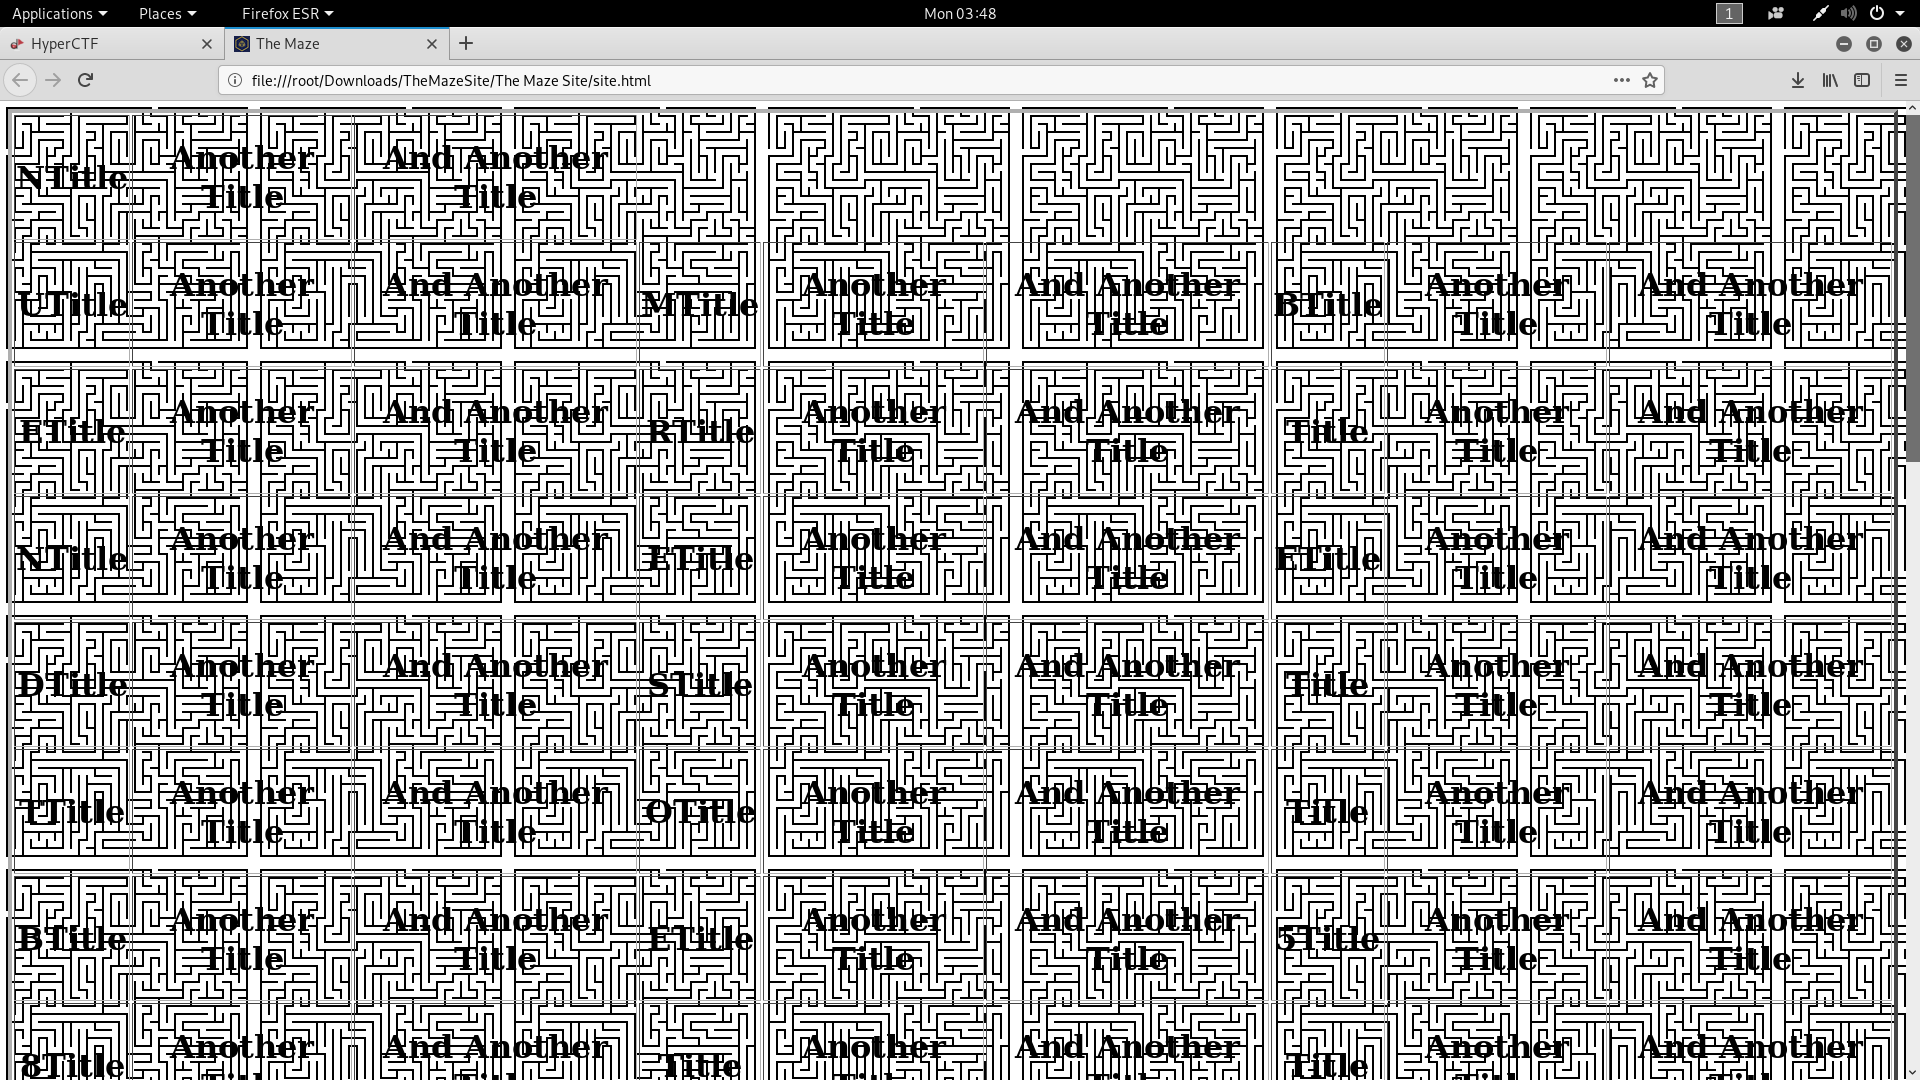 Applications Places Firefox ESR Mon 03:48 1
HyperCTF The Maze
file:///root/Downloads/TheMazeSite/The Maze Site/site.html
NTitle Another Title And Another Title
UTitle Another Title And Another Title MTitle Another Title And Another Title BTitle Another Title And Another Title
ETitle Another Title And Another Title RTitle Another Title And Another Title Title Another Title And Another Title
NTitle Another Title And Another Title ETitle Another Title And Another Title ETitle Another Title And Another Title
DTitle Another Title And Another Title STitle Another Title And Another Title Title Another Title And Another Title
TTitle Another Title And Another Title OTitle Another Title And Another Title Title Another Title And Another Title
BTitle Another Title And Another Title ETitle Another Title And Another Title 5Title Another Title And Another Title
8Title Another And Another Title Another And Another Title Another And Another